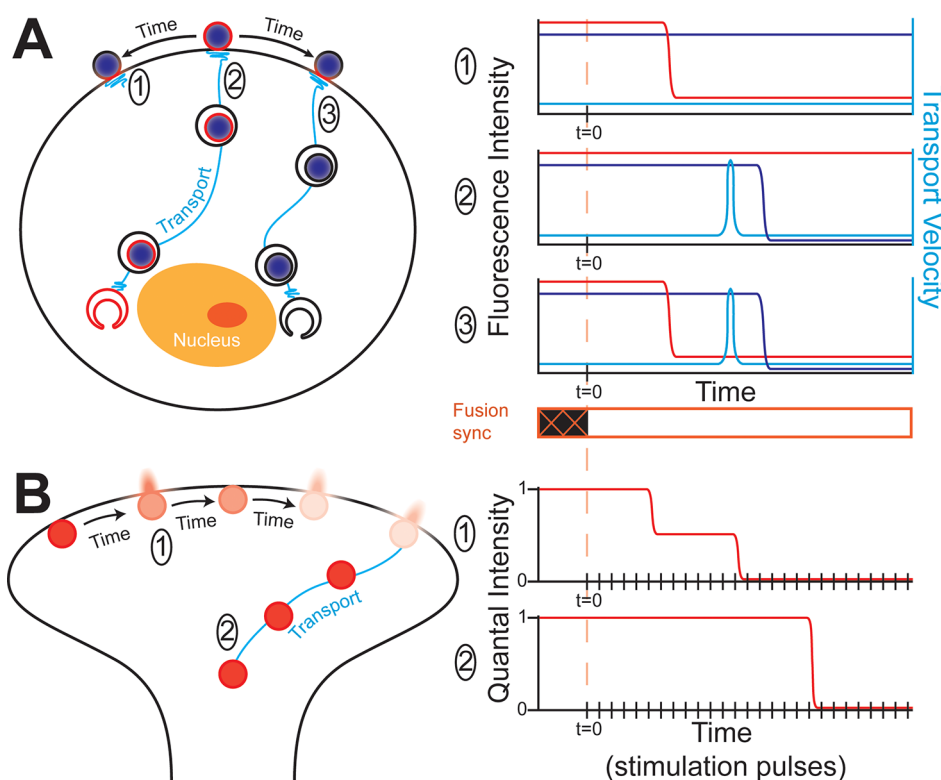 A
Time
Time
1
2
3
Transport
Nucleus
1
t=0
2
t=0
3
t=0
Fluorescence Intensity
Transport Velocity
Time
Fusion
sync
B
Time
Time
Time
1
2
Transport
1
1
0
t=0
2
1
0
t=0
Quantal Intensity
Time
(stimulation pulses)